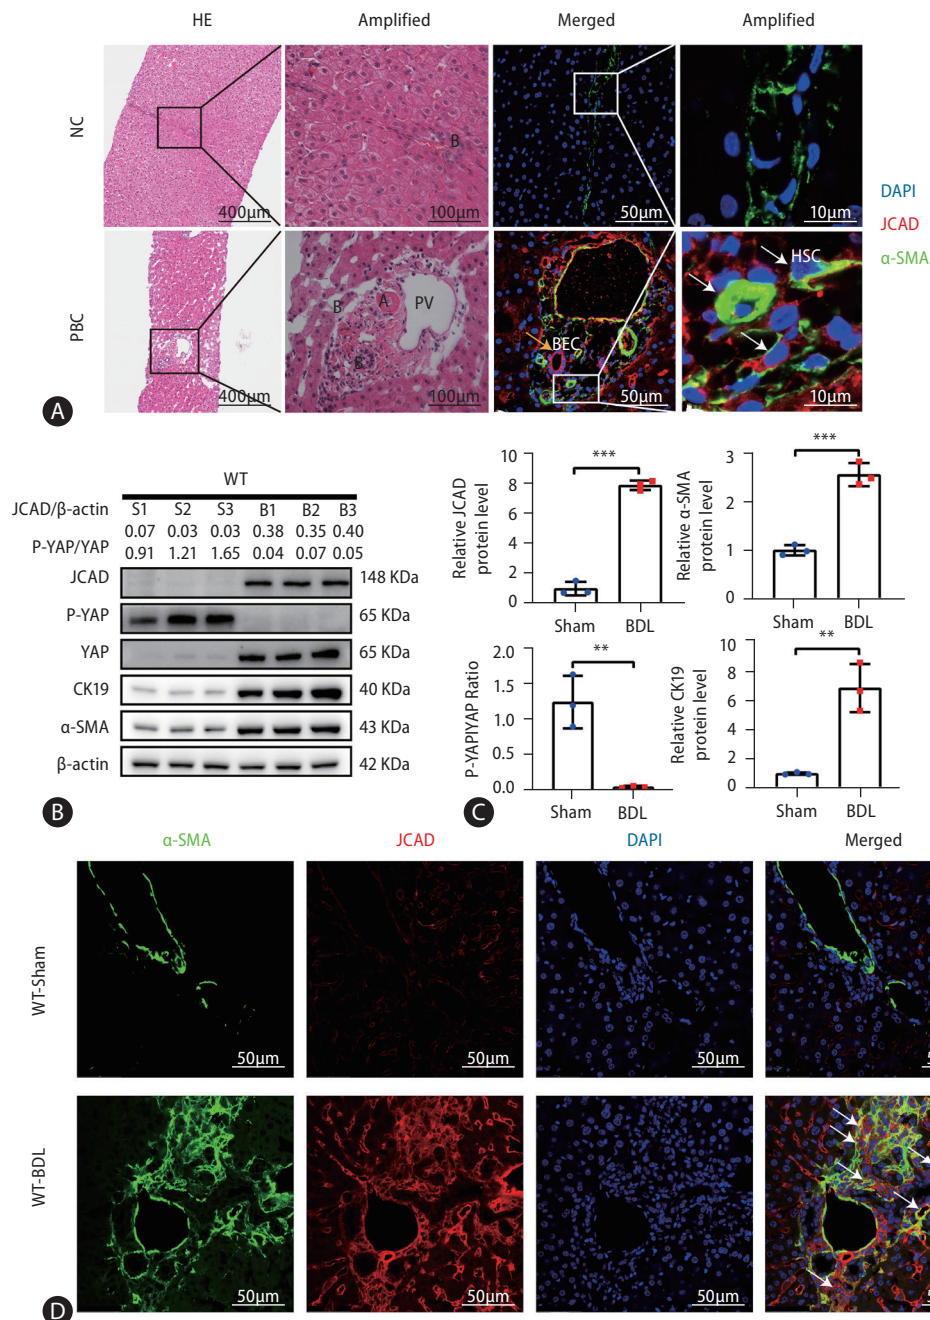 HE Amplified Merged Amplified
NC
B
400μm 100μm 50μm 10μm
DAPI
JCAD
α-SMA
PBC
B A PV
B
BEC
HSC
400μm 100μm 50μm 10μm
A
WT
JCAD/β-actin S1 S2 S3 B1 B2 B3
0.07 0.03 0.03 0.38 0.35 0.40
P-YAP/YAP
0.91 1.21 1.65 0.04 0.07 0.05
JCAD 148 KDa
P-YAP 65 KDa
YAP 65 KDa
CK19 40 KDa
α-SMA 43 KDa
β-actin 42 KDa
B
Relative JCAD
protein level
10
8
6
4
2
0
***
Sham BDL
Relative α-SMA
protein level
3
2
1
0
***
Sham BDL
P-YAP/YAP Ratio
2.0
1.5
1.0
0.5
0.0
**
Sham BDL
Relative CK19
protein level
10
8
6
4
2
0
**
Sham BDL
C
α-SMA JCAD DAPI Merged
WT-Sham
50μm 50μm 50μm 5
WT-BDL
50μm 50μm 50μm 5
D